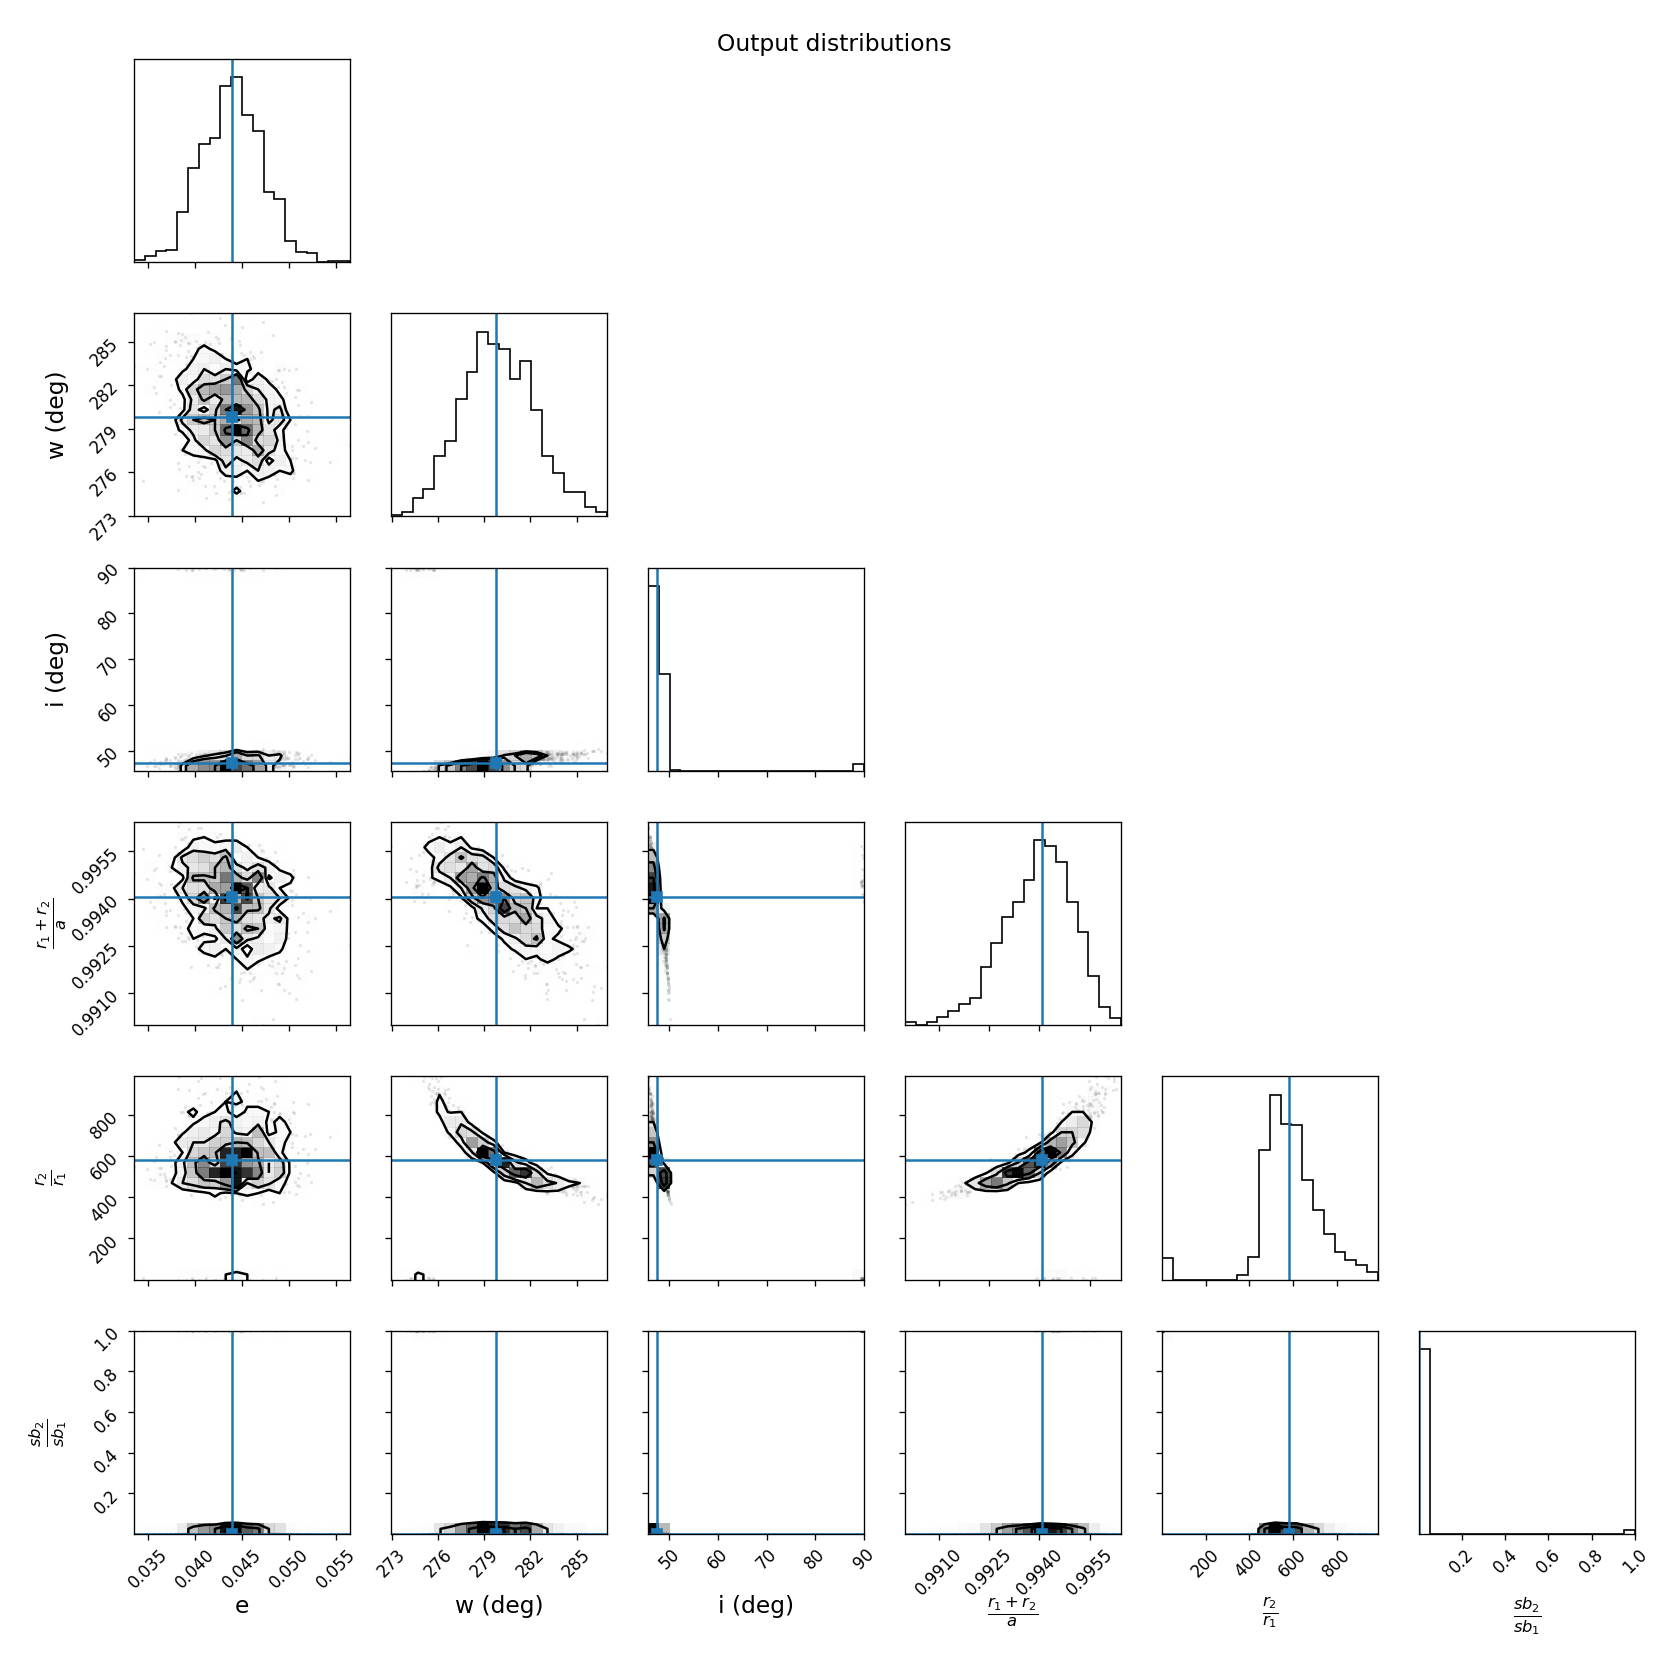 Output distributions
285
282
279
276
273
w (deg)
90
80
70
60
50
i (deg)
0.9955
0.9940
0.9925
0.9910
r₁ + r₂
a
800
600
400
200
r₂
r₁
1.0
0.8
0.6
0.4
0.2
sb₂
sb₁
0.035 0.040 0.045 0.050 0.055 273 276 279 282 285 50 60 70 80 90 0.9910 0.9925 0.9940 0.9955 200 400 600 800 0.2 0.4 0.6 0.8 1.0
e w (deg) i (deg)
r₁ + r₂
a
r₂
r₁
sb₂
sb₁